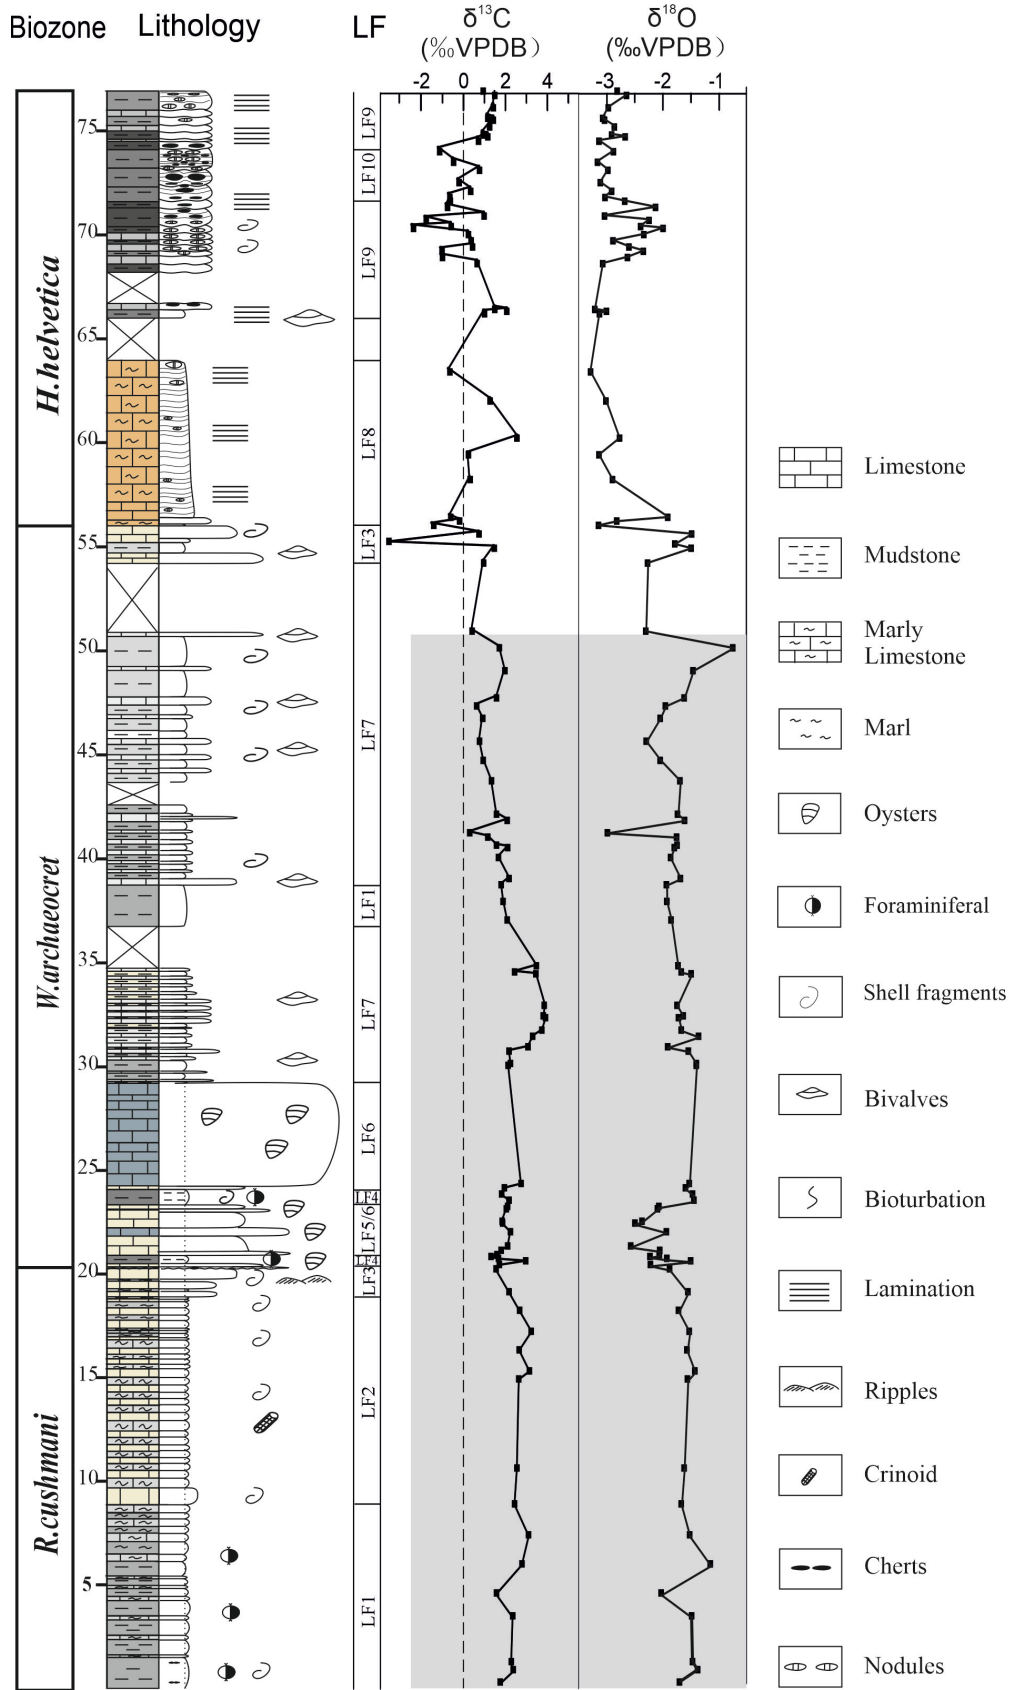 Biozone Lithology LF δ13C δ18O
(‰VPDB) (‰VPDB)
-2 0 2 4 -3 -2 -1
75
LF9
LF10
70
LF9
H.helvetica
65
60
LF8
Limestone
55
LF3
Mudstone
50
Marly
Limestone
LF7
Marl
45
Oysters
40
LF1
Foraminiferal
W.archaeocret
35
Shell fragments
LF7
30
Bivalves
LF6
25
LF4
Bioturbation
LF5/6
LF4
20
LF3
Lamination
15
LF2
Ripples
10
Crinoid
R.cushmani
5
Cherts
LF1
Nodules